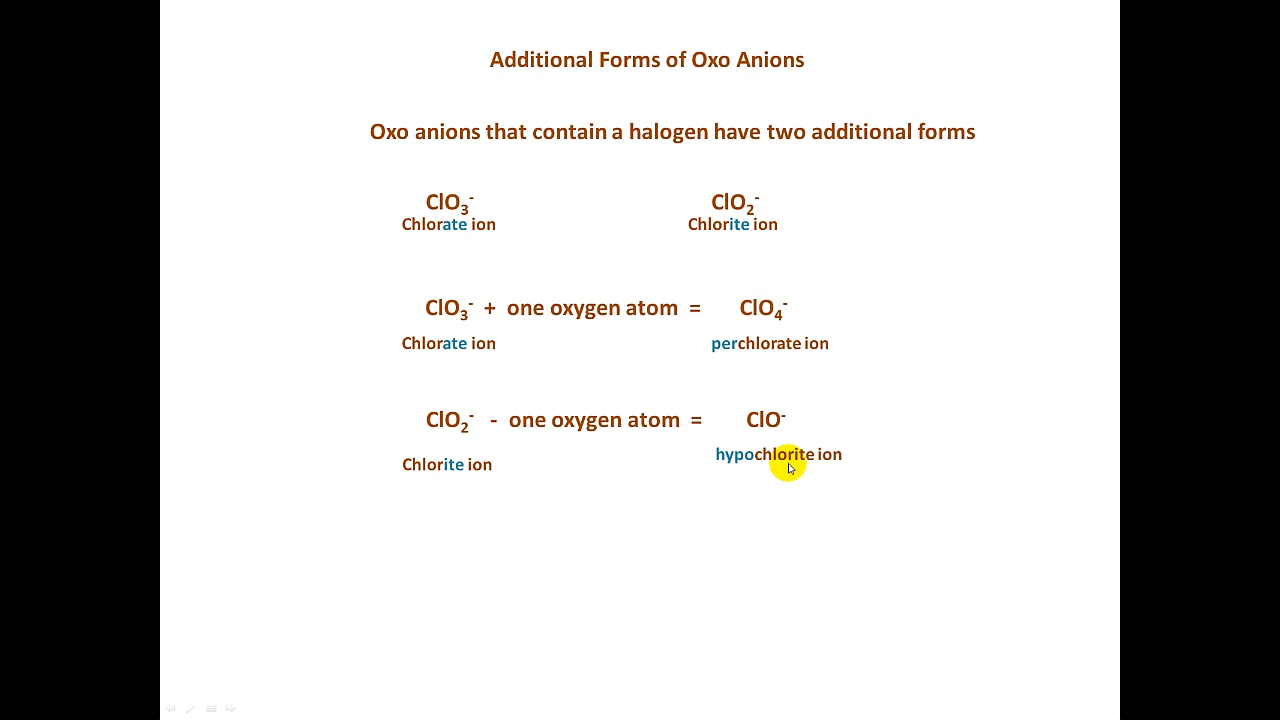 Additional Forms of Oxo Anions
Oxo anions that contain a halogen have two additional forms
ClO₃⁻ ClO₂⁻
Chlorate ion Chlorite ion
ClO₃⁻ + one oxygen atom = ClO₄⁻
Chlorate ion perchlorate ion
ClO₂⁻ - one oxygen atom = ClO⁻
Chlorite ion hypochlorite ion